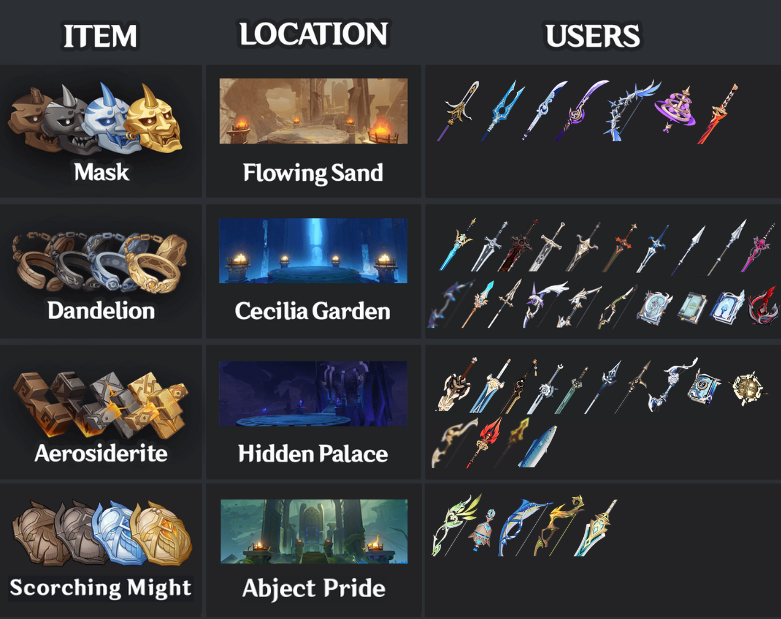 ITEM
LOCATION
USERS
Mask
Flowing Sand
Dandelion
Cecilia Garden
Aerosiderite
Hidden Palace
Scorching Might
Abject Pride